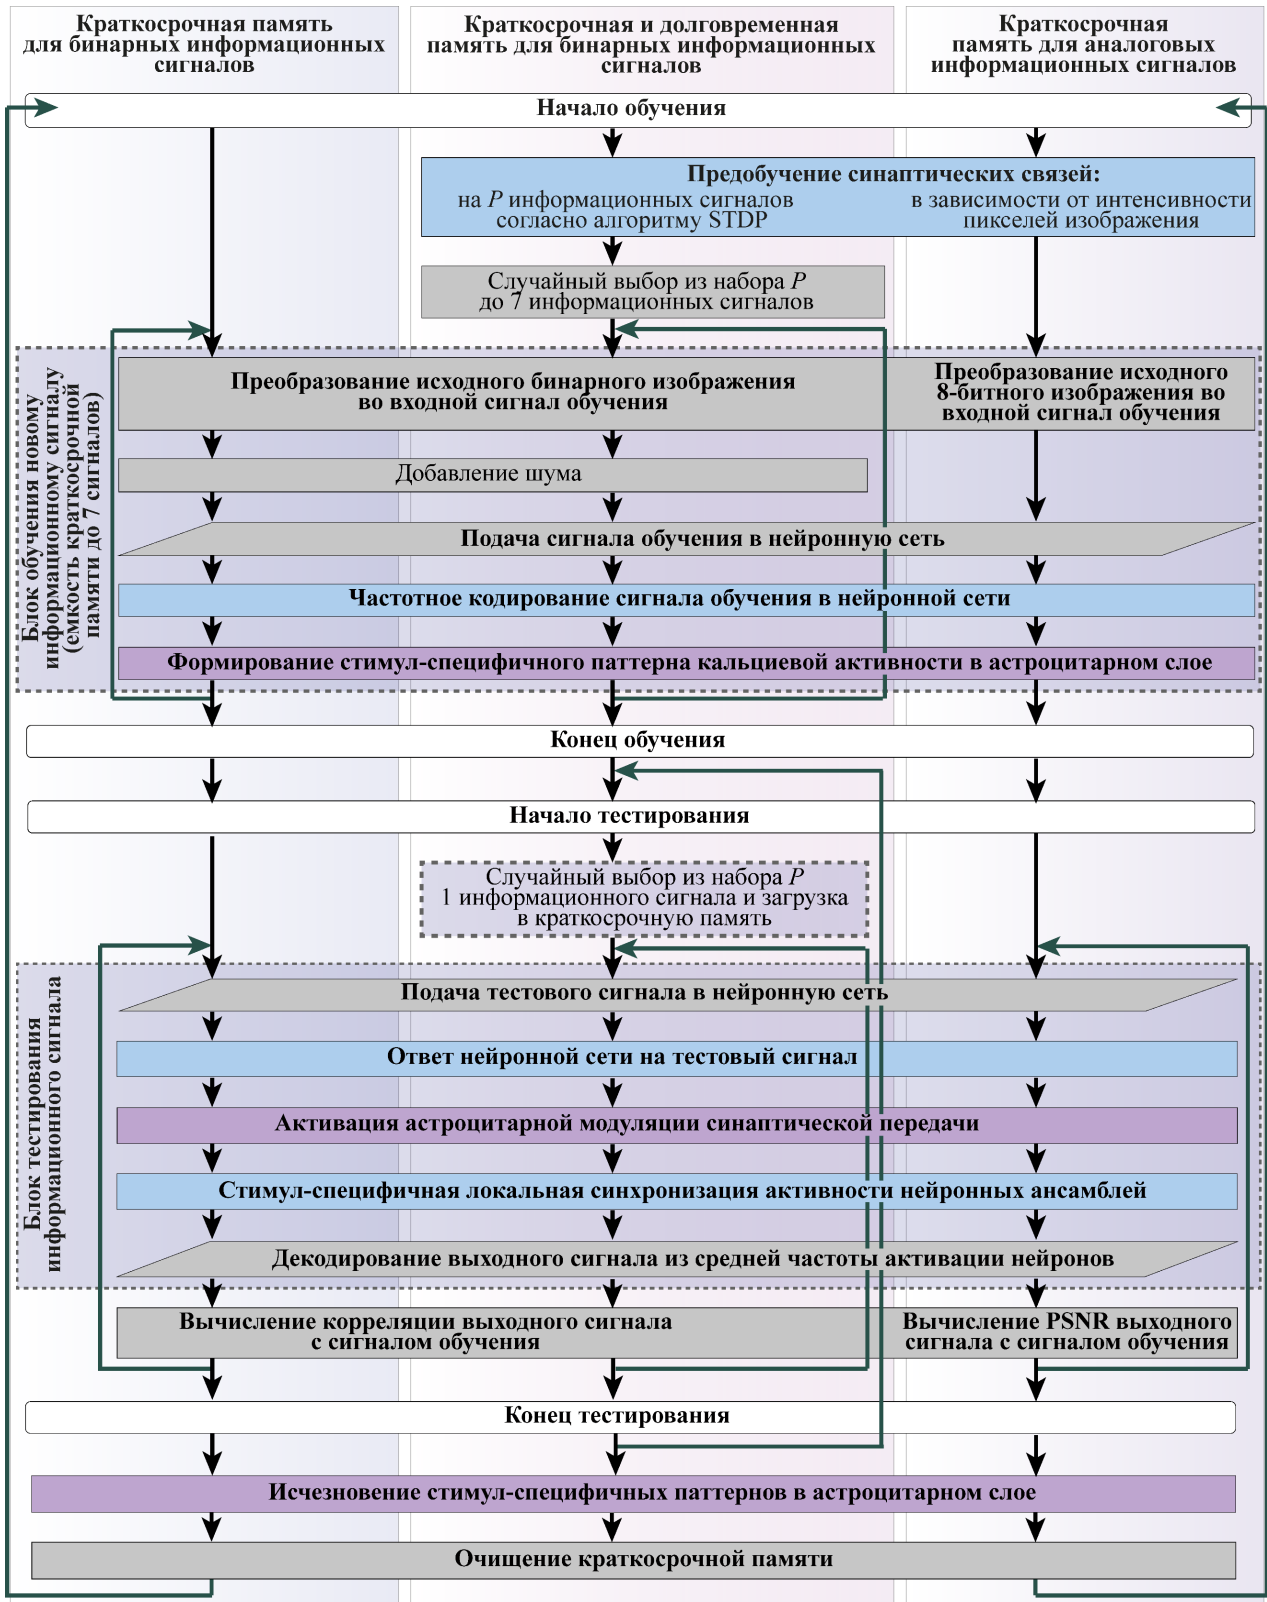 Краткосрочная память
для бинарных информационных
сигналов
Краткосрочная и долговременная
память для бинарных информационных
сигналов
Краткосрочная
память для аналоговых
информационных сигналов
Начало обучения
Предобучение синаптических связей:
на P информационных сигналов
согласно алгоритму STDP
в зависимости от интенсивности
пикселей изображения
Случайный выбор из набора P
до 7 информационных сигналов
Блок обучения новому
информационному сигналу
(емкость краткосрочной
памяти до 7 сигналов)
Преобразование исходного бинарного изображения
во входной сигнал обучения
Преобразование исходного
8-битного изображения во
входной сигнал обучения
Добавление шума
Подача сигнала обучения в нейронную сеть
Частотное кодирование сигнала обучения в нейронной сети
Формирование стимул-специфичного паттерна кальциевой активности в астроцитарном слое
Конец обучения
Начало тестирования
Случайный выбор из набора P
1 информационного сигнала и загрузка
в краткосрочную память
Блок тестирования
информационного сигнала
Подача тестового сигнала в нейронную сеть
Ответ нейронной сети на тестовый сигнал
Активация астроцитарной модуляции синаптической передачи
Стимул-специфичная локальная синхронизация активности нейронных ансамблей
Декодирование выходного сигнала из средней частоты активации нейронов
Вычисление корреляции выходного сигнала
с сигналом обучения
Вычисление PSNR выходного
сигнала с сигналом обучения
Конец тестирования
Исчезновение стимул-специфичных паттернов в астроцитарном слое
Очищение краткосрочной памяти